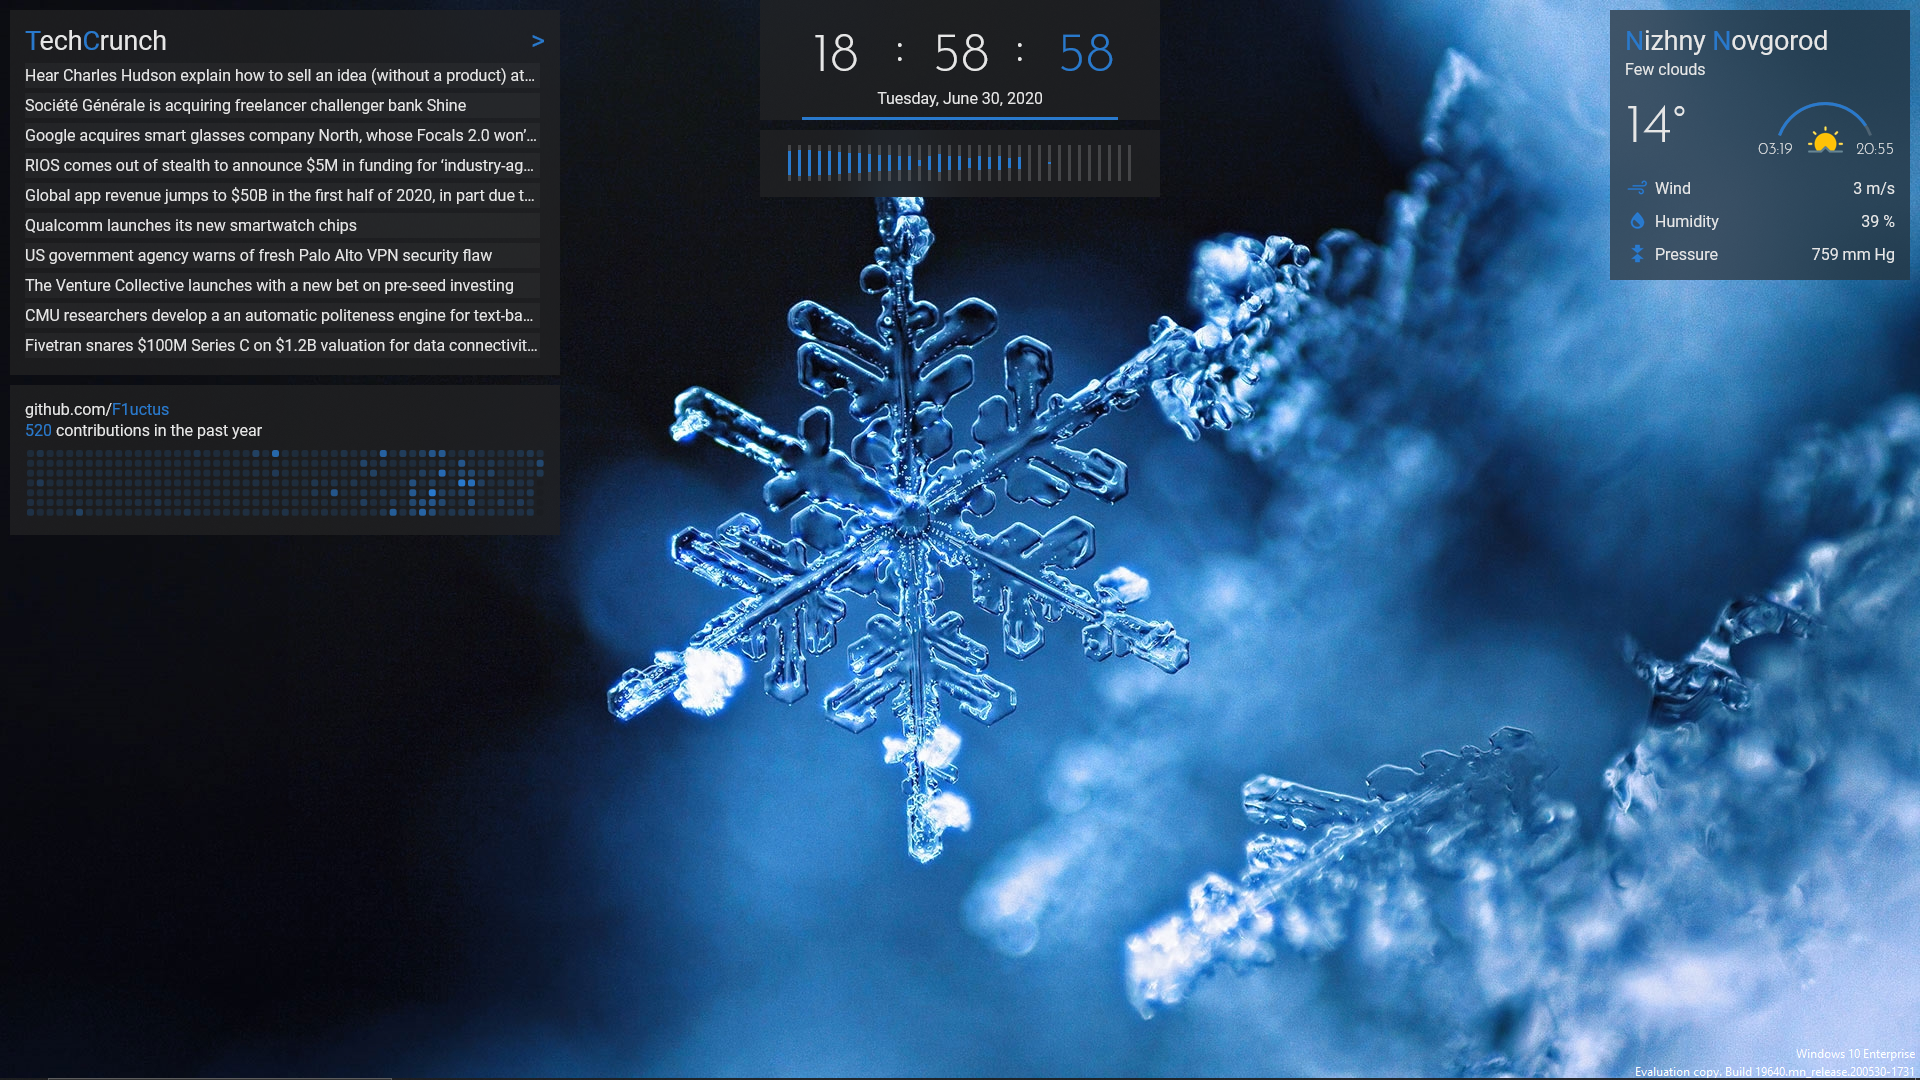 TechCrunch >
Hear Charles Hudson explain how to sell an idea (without a product) at...
Société Générale is acquiring freelancer challenger bank Shine
Google acquires smart glasses company North, whose Focals 2.0 won’...
RIOS comes out of stealth to announce $5M in funding for ‘industry-ag...
Global app revenue jumps to $50B in the first half of 2020, in part due t...
Qualcomm launches its new smartwatch chips
US government agency warns of fresh Palo Alto VPN security flaw
The Venture Collective launches with a new bet on pre-seed investing
CMU researchers develop a an automatic politeness engine for text-ba...
Fivetran snares $100M Series C on $1.2B valuation for data connectivit...
github.com/F1uctus
520 contributions in the past year
18 : 58 : 58
Tuesday, June 30, 2020
Nizhny Novgorod
Few clouds
14°
03:19 20:55
Wind 3 m/s
Humidity 39 %
Pressure 759 mm Hg
Windows 10 Enterprise
Evaluation copy. Build 19640.mn_release.200530-1731